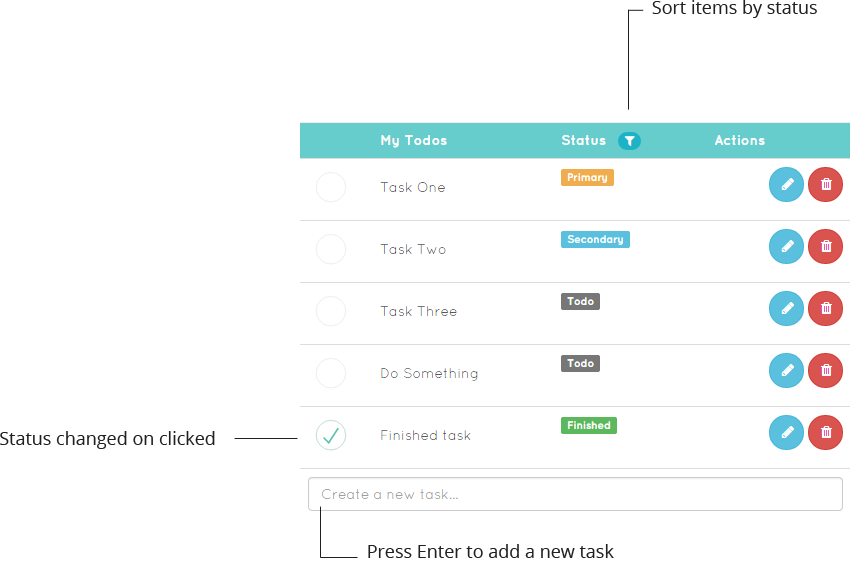 Sort items by status
My Todos Status Actions
Task One Primary
Task Two Secondary
Task Three Todo
Do Something Todo
Status changed on clicked Finished task Finished
Create a new task...
Press Enter to add a new task